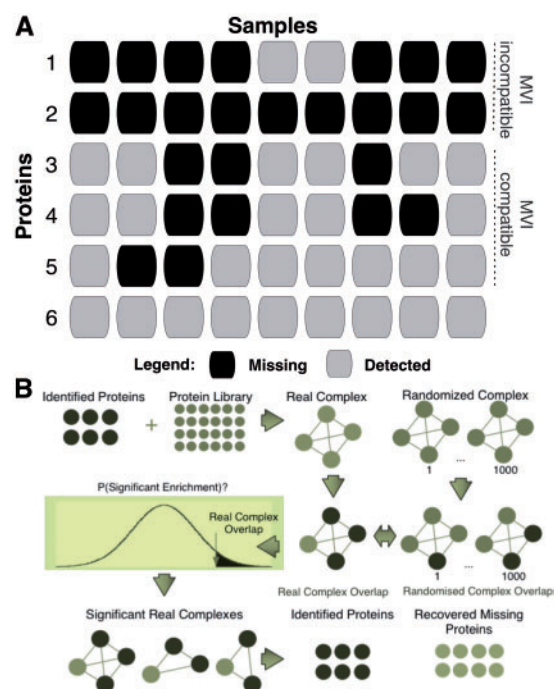 A
Samples
Proteins
1
2
3
4
5
6
MVI
incompatible
MVI
compatible
Legend: Missing Detected
B
Identified Proteins
+
Protein Library
Real Complex
Randomized Complex
1 ... 1000
P(Significant Enrichment)?
Real Complex
Overlap
1 ... 1000
Real Complex Overlap
Randomised Complex Overlaps
Significant Real Complexes
Identified Proteins
Recovered Missing
Proteins